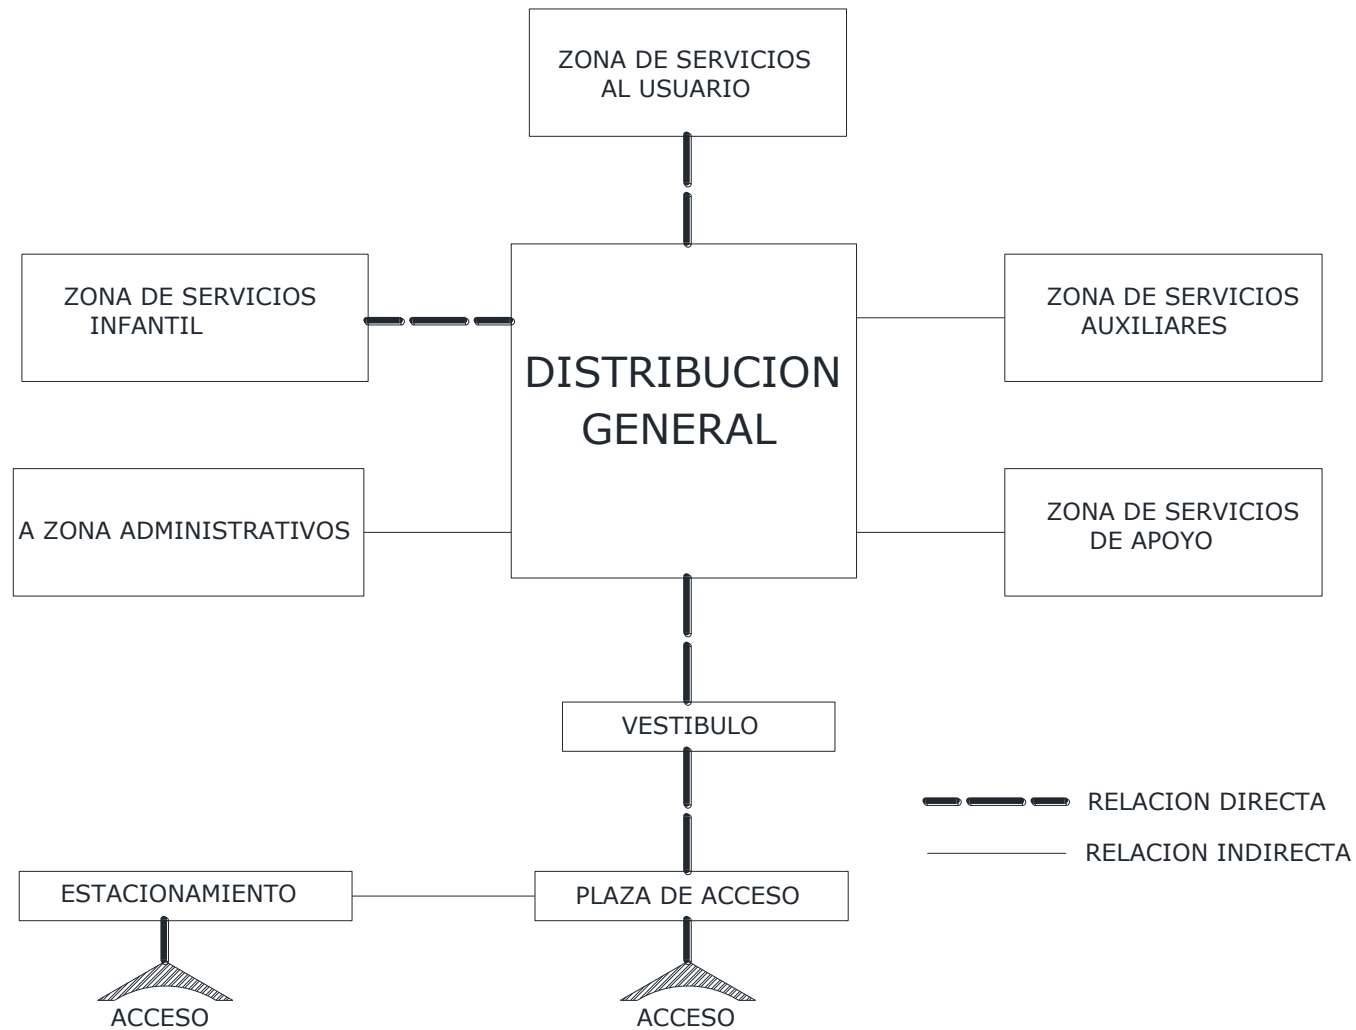 ZONA DE SERVICIOS
AL USUARIO
ZONA DE SERVICIOS
INFANTIL
DISTRIBUCION
GENERAL
ZONA DE SERVICIOS
AUXILIARES
A ZONA ADMINISTRATIVOS
ZONA DE SERVICIOS
DE APOYO
VESTIBULO
RELACION DIRECTA
RELACION INDIRECTA
ESTACIONAMIENTO
PLAZA DE ACCESO
ACCESO
ACCESO